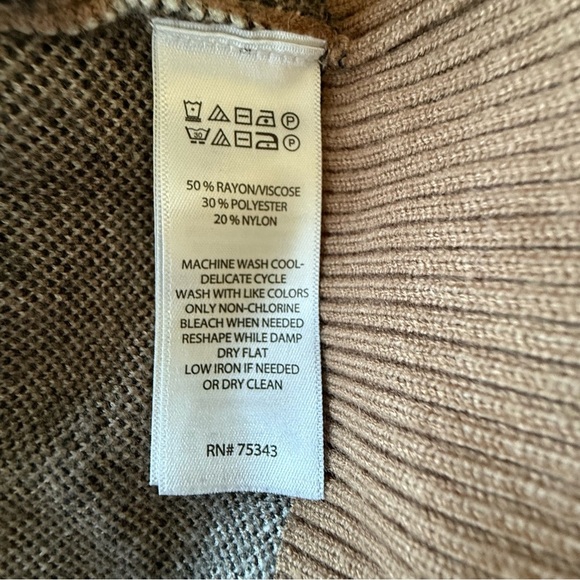 P
30 P
50 % RAYON/VISCOSE
30 % POLYESTER
20 % NYLON
MACHINE WASH COOL-
DELICATE CYCLE
WASH WITH LIKE COLORS
ONLY NON-CHLORINE
BLEACH WHEN NEEDED
RESHAPE WHILE DAMP
DRY FLAT
LOW IRON IF NEEDED
OR DRY CLEAN
RN# 75343